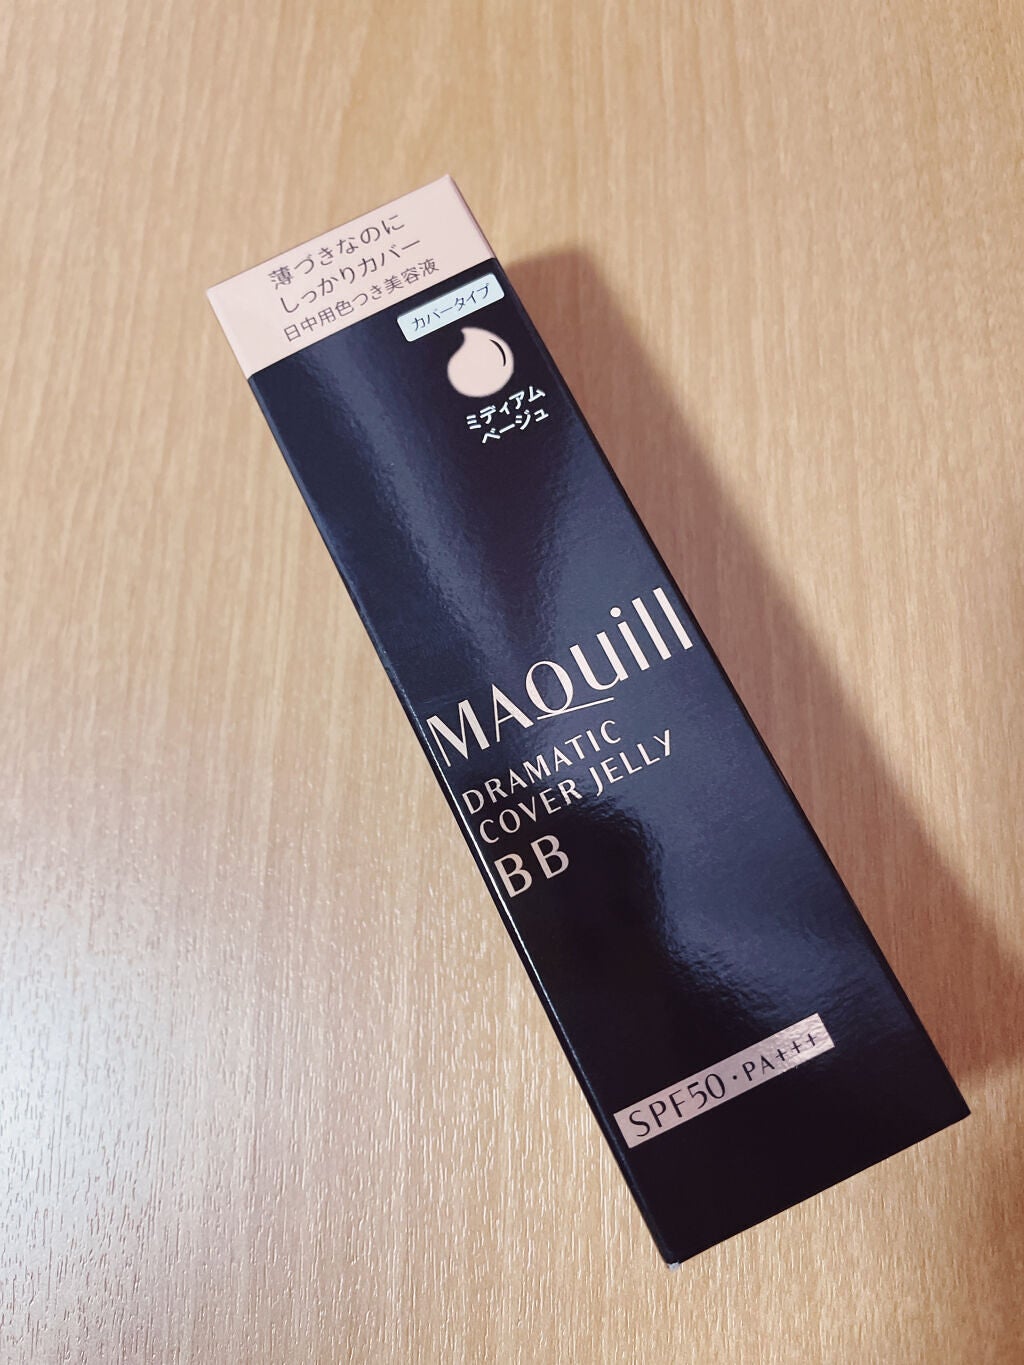 薄づきなのに
しっかりカバー
日中用色つき美容液
カバータイプ
ミディアム
ベージュ
MAQuill
DRAMATIC
COVER JELLY
BB
SPF50・PA+++